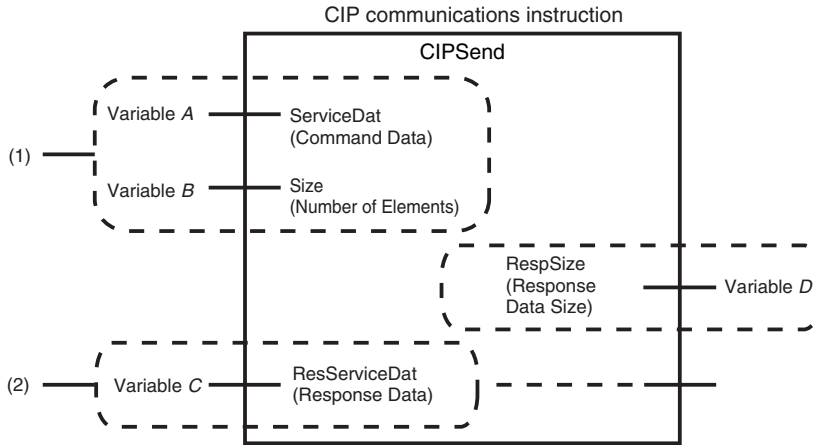 CIP communications instruction
CIPSend
Variable A
ServiceDat
(Command Data)
(1)
Variable B
Size
(Number of Elements)
RespSize
(Response
Data Size)
Variable D
(2)
Variable C
ResServiceDat
(Response Data)